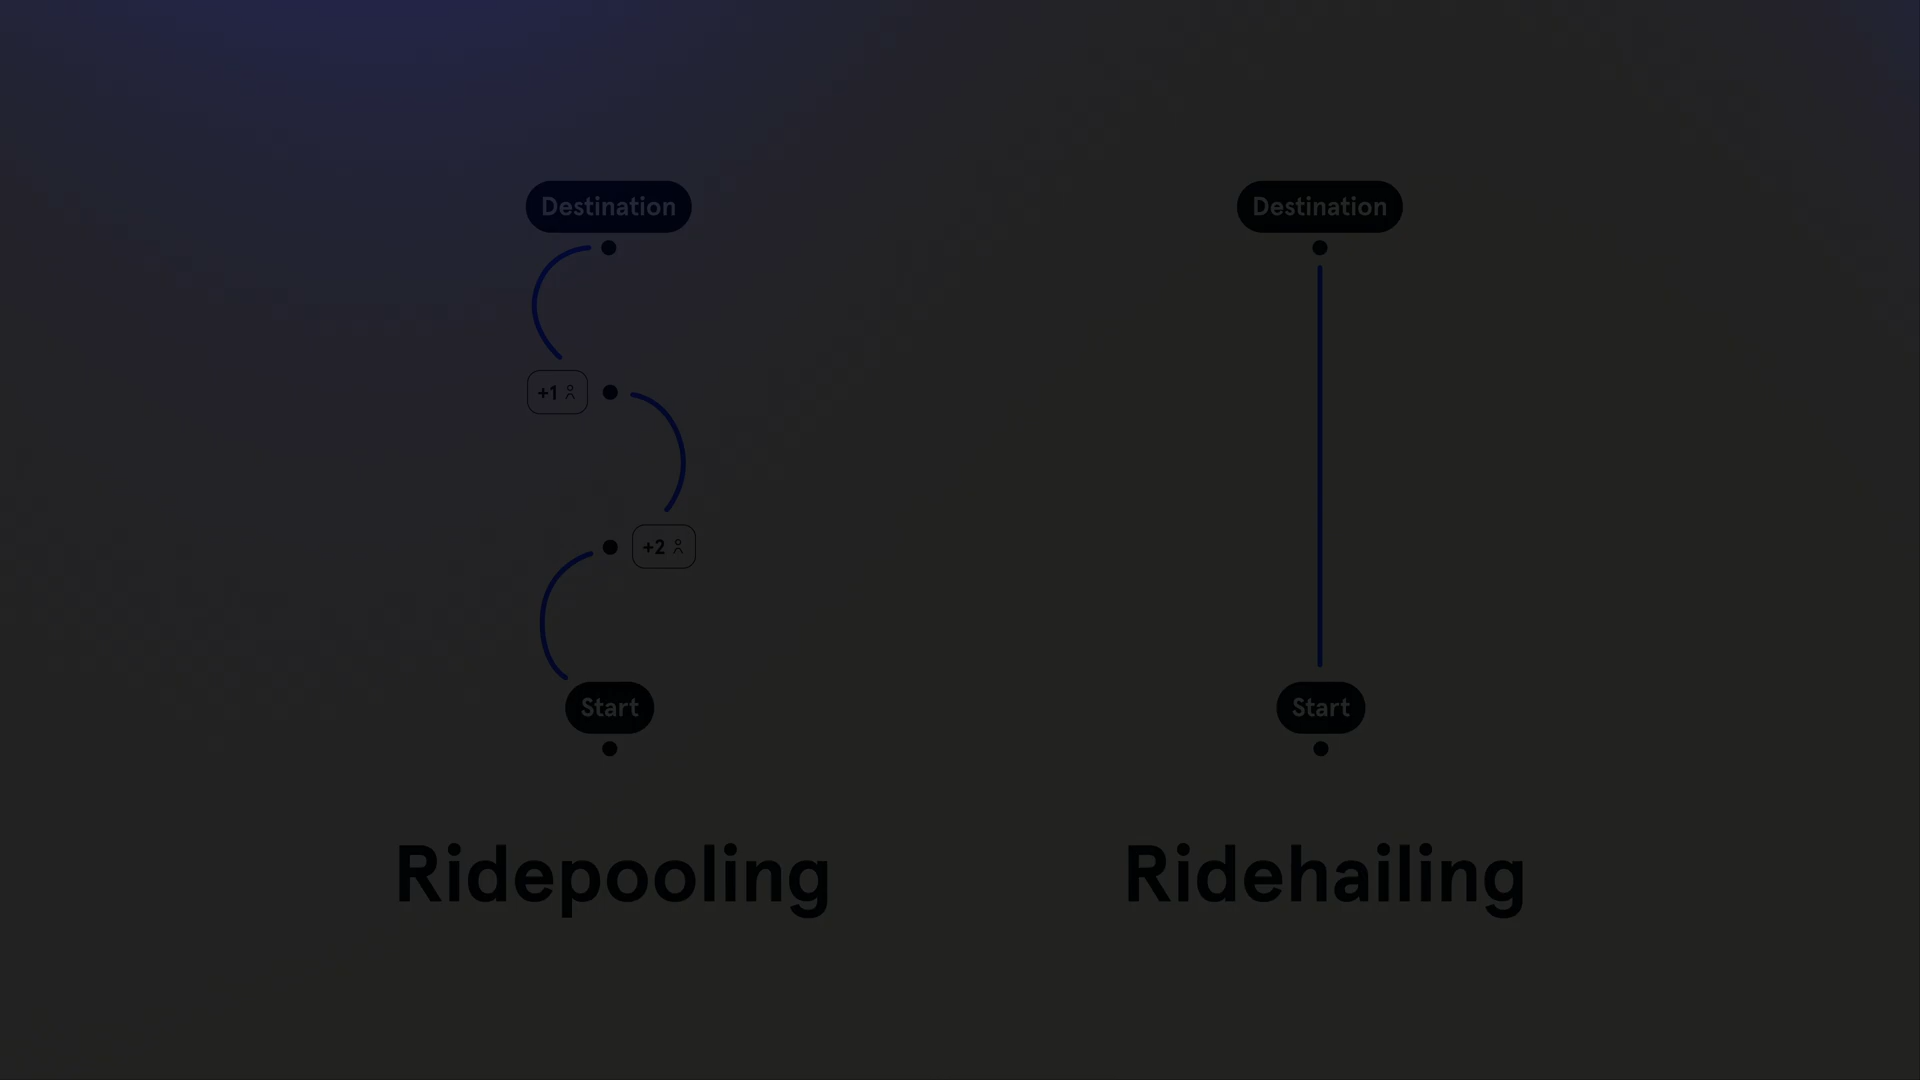 Destination
+1
+2
Start
Ridepooling
Destination
Start
Ridehailing